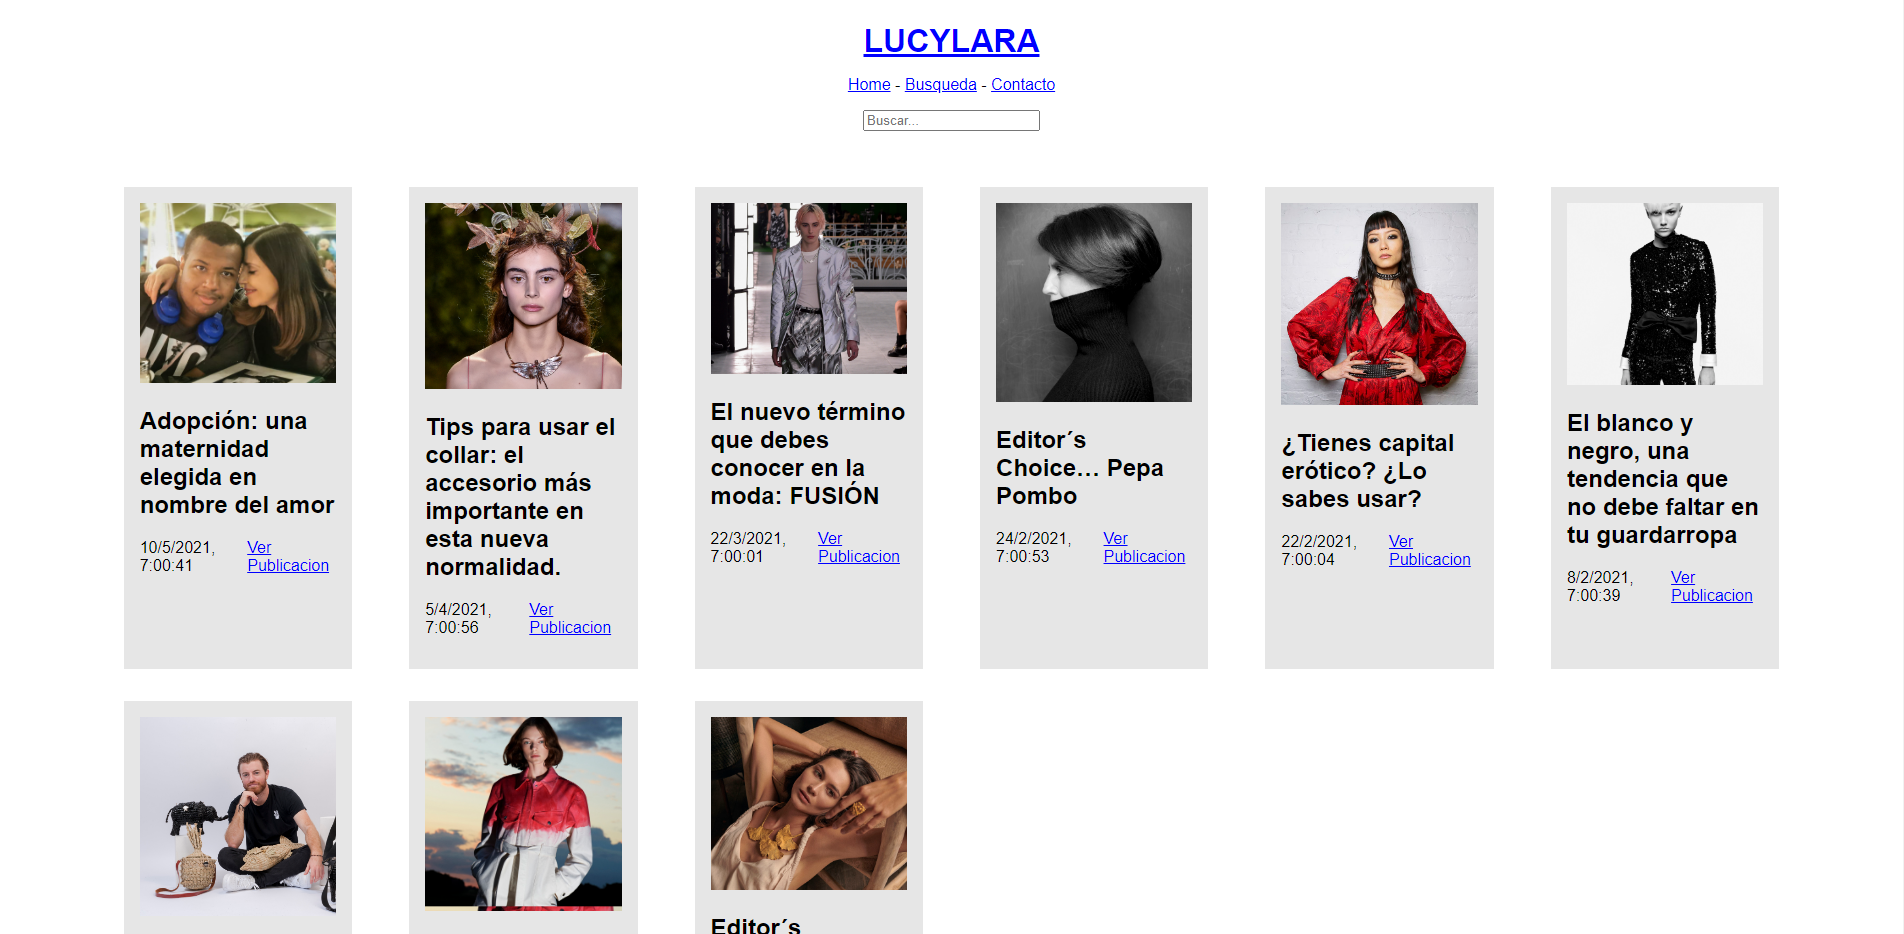 LUCYLARA
Home - Busqueda - Contacto
Buscar...
Adopción: una
maternidad
elegida en
nombre del amor
10/5/2021,
7:00:41
Ver
Publicacion
Tips para usar el
collar: el
accesorio más
importante en
esta nueva
normalidad.
5/4/2021,
7:00:56
Ver
Publicacion
El nuevo término
que debes
conocer en la
moda: FUSIÓN
22/3/2021,
7:00:01
Ver
Publicacion
Editor´s
Choice… Pepa
Pombo
24/2/2021,
7:00:53
Ver
Publicacion
¿Tienes capital
erótico? ¿Lo
sabes usar?
22/2/2021,
7:00:04
Ver
Publicacion
El blanco y
negro, una
tendencia que
no debe faltar en
tu guardarropa
8/2/2021,
7:00:39
Ver
Publicacion
Editor´s